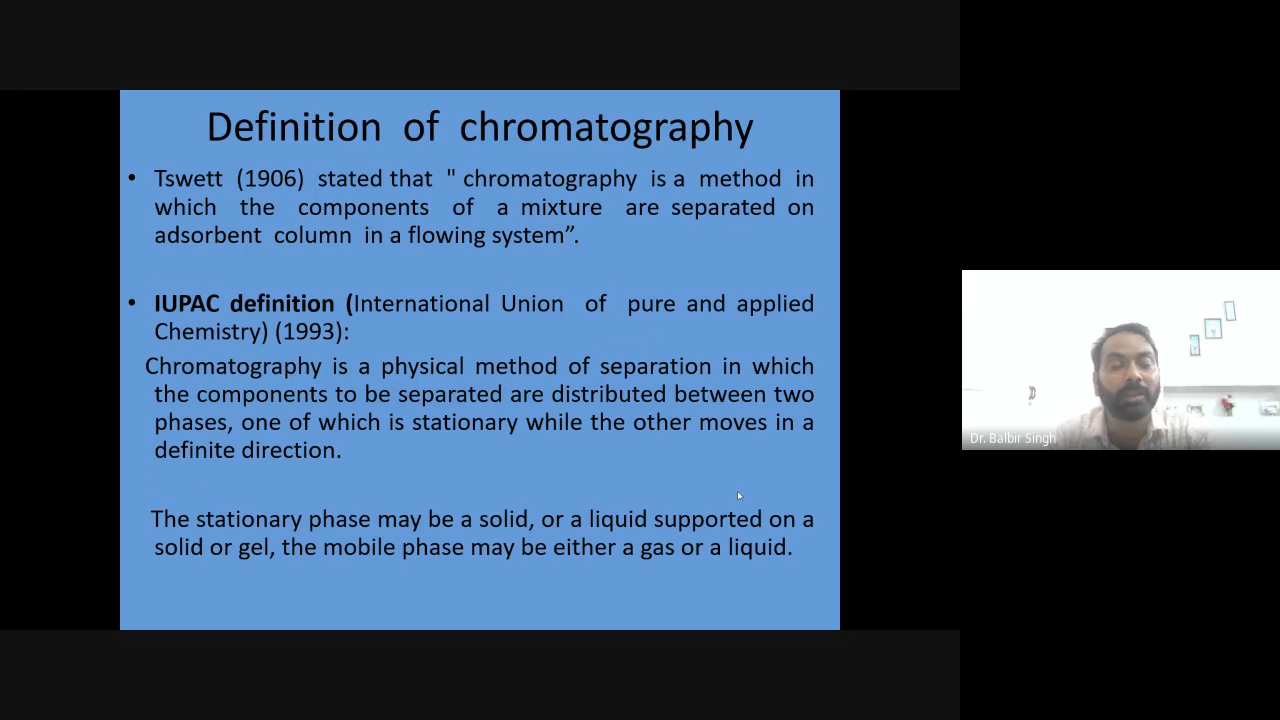 Definition of chromatography
• Tswett (1906) stated that " chromatography is a method in
which the components of a mixture are separated on
adsorbent column in a flowing system”.
• IUPAC definition (International Union of pure and applied
Chemistry) (1993):
Chromatography is a physical method of separation in which
the components to be separated are distributed between two
phases, one of which is stationary while the other moves in a
definite direction.
The stationary phase may be a solid, or a liquid supported on a
solid or gel, the mobile phase may be either a gas or a liquid.
Dr. Balbir Singh